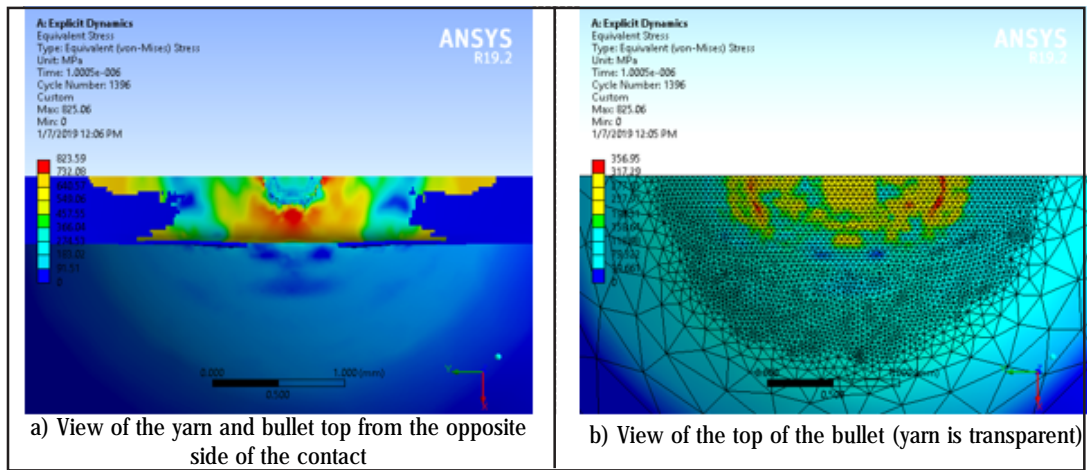 A: Explicit Dynamics
Equivalent Stress
Type: Equivalent (von-Mises) Stress
Unit: MPa
Time: 1.0005e-006
Cycle Number: 1396
Custom
Max: 825.06
Min: 0
1/7/2019 12:06 PM
ANSYS
R19.2
823.59
732.08
0
0.000
1.000 (mm)
0.500
a) View of the yarn and bullet top from the opposite
side of the contact
A: Explicit Dynamics
Equivalent Stress
Type: Equivalent (von-Mises) Stress
Unit: MPa
Time: 1.0005e-006
Cycle Number: 1396
Custom
Max: 825.06
Min: 0
1/7/2019 12:05 PM
ANSYS
R19.2
356.95
317.29
0
b) View of the top of the bullet (yarn is transparent)